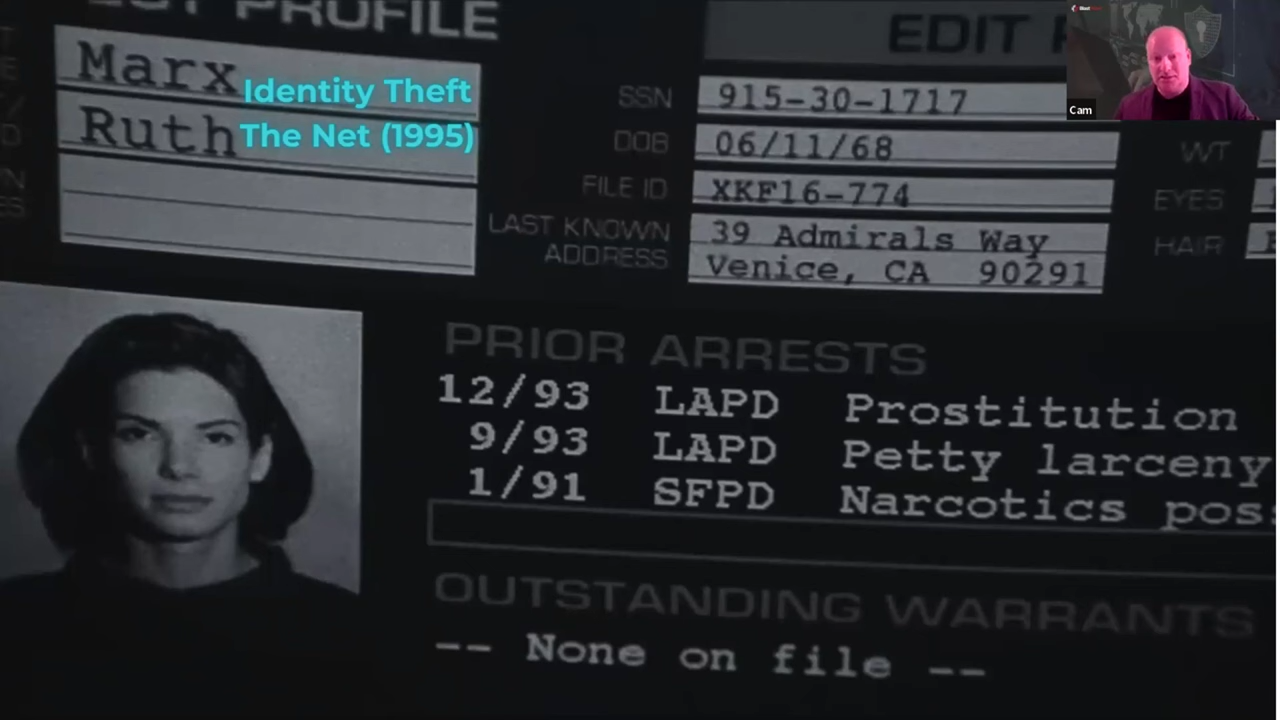 PROFILE
EDIT
Marx
Ruth
Identity Theft
The Net (1995)
SSN 915-30-1717
DOB 06/11/68
FILE ID XKF16-774
LAST KNOWN ADDRESS 39 Admirals Way
Venice, CA 90291
WT
EYES
HAIR
Cam
PRIOR ARRESTS
12/93 LAPD Prostitution
9/93 LAPD Petty larceny
1/91 SFPD Narcotics pos
OUTSTANDING WARRANTS
-- None on file --